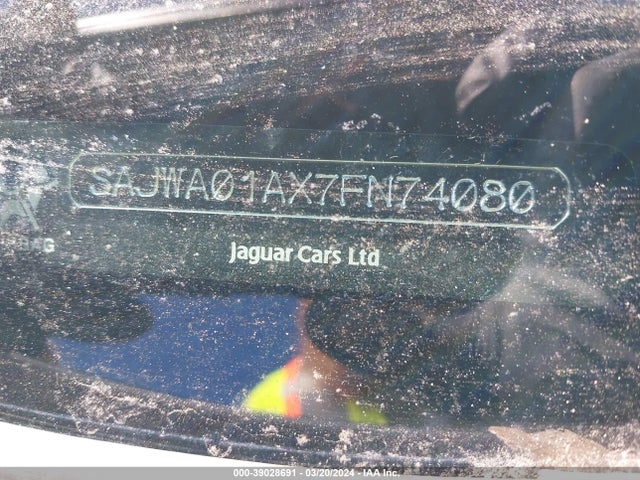 SAJWA01AX7FN74080
Jaguar Cars Ltd
000-39028691 - 03/20/2024 - IAA Inc.